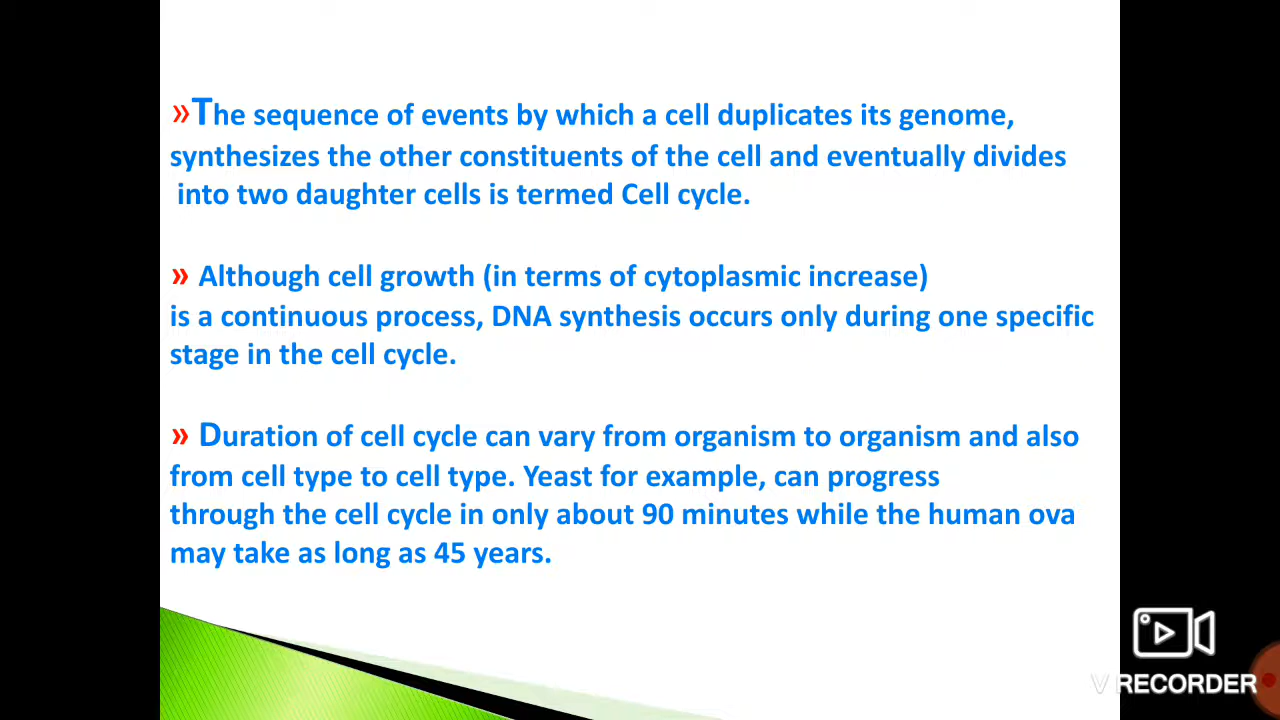 »The sequence of events by which a cell duplicates its genome,
synthesizes the other constituents of the cell and eventually divides
into two daughter cells is termed Cell cycle.
» Although cell growth (in terms of cytoplasmic increase)
is a continuous process, DNA synthesis occurs only during one specific
stage in the cell cycle.
» Duration of cell cycle can vary from organism to organism and also
from cell type to cell type. Yeast for example, can progress
through the cell cycle in only about 90 minutes while the human ova
may take as long as 45 years.
V RECORDER